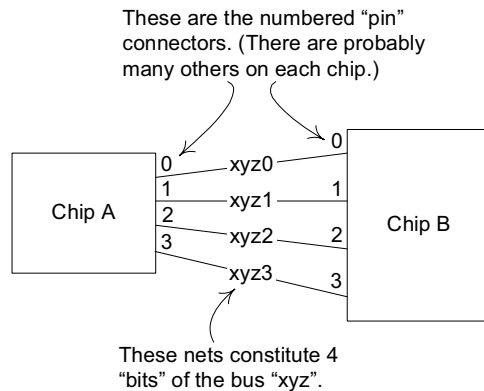 These are the numbered “pin”
connectors. (There are probably
many others on each chip.)
0
0
xyz0
1
xyz1
1
Chip A
Chip B
2
xyz2
2
3
xyz3
3
These nets constitute 4
“bits” of the bus “xyz”.